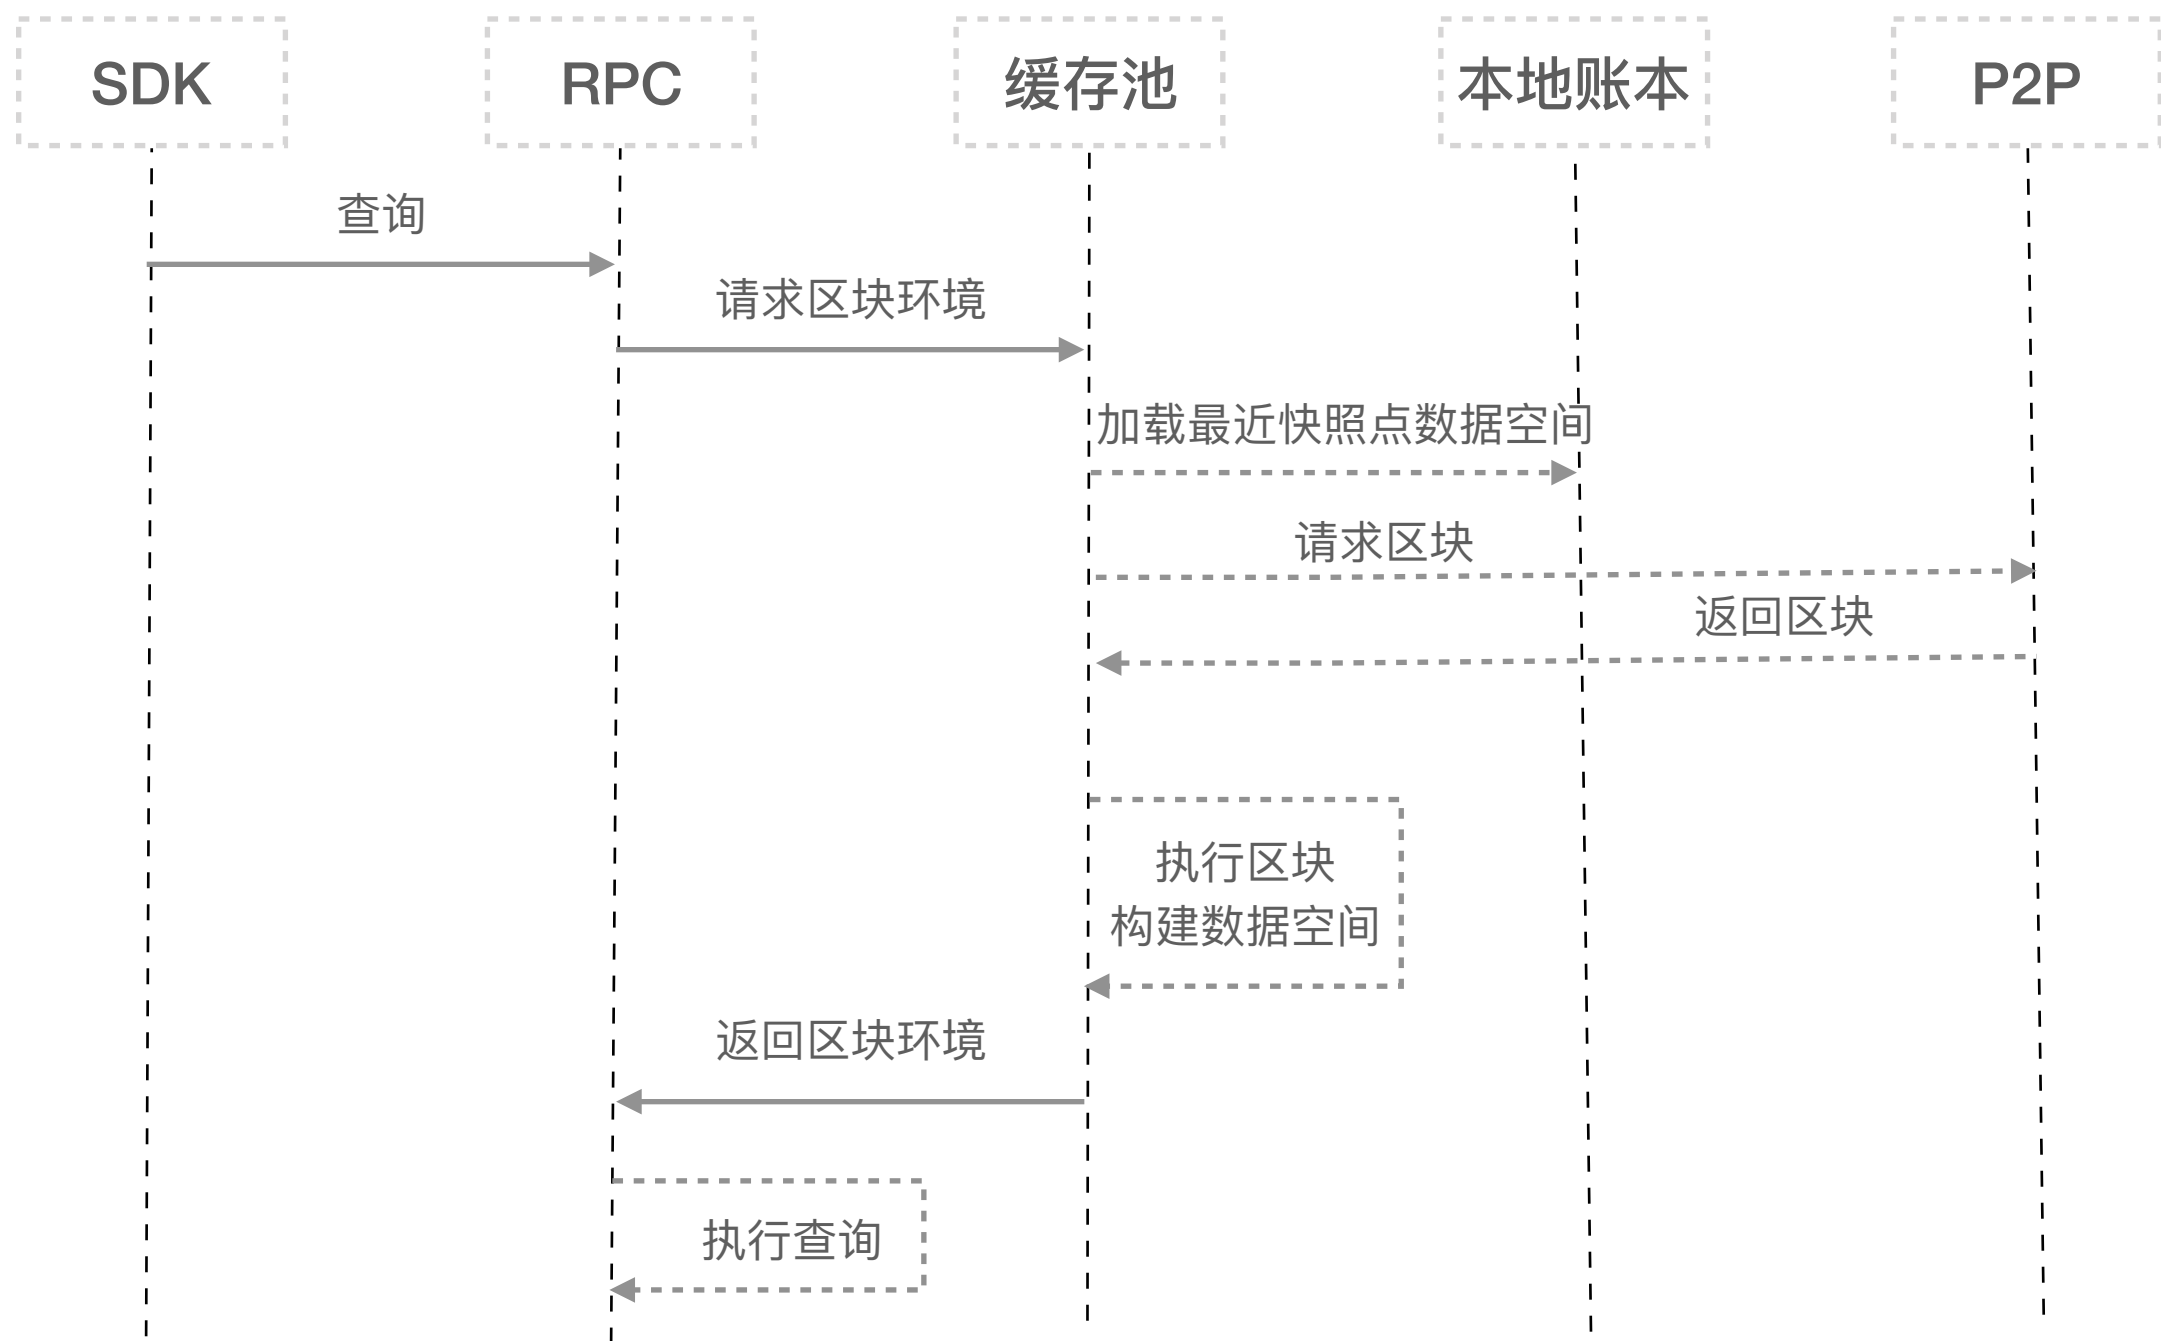 SDK
RPC
缓存池
本地账本
P2P
查询
请求区块环境
加载最近快照点数据空间
请求区块
返回区块
执行区块
构建数据空间
返回区块环境
执行查询